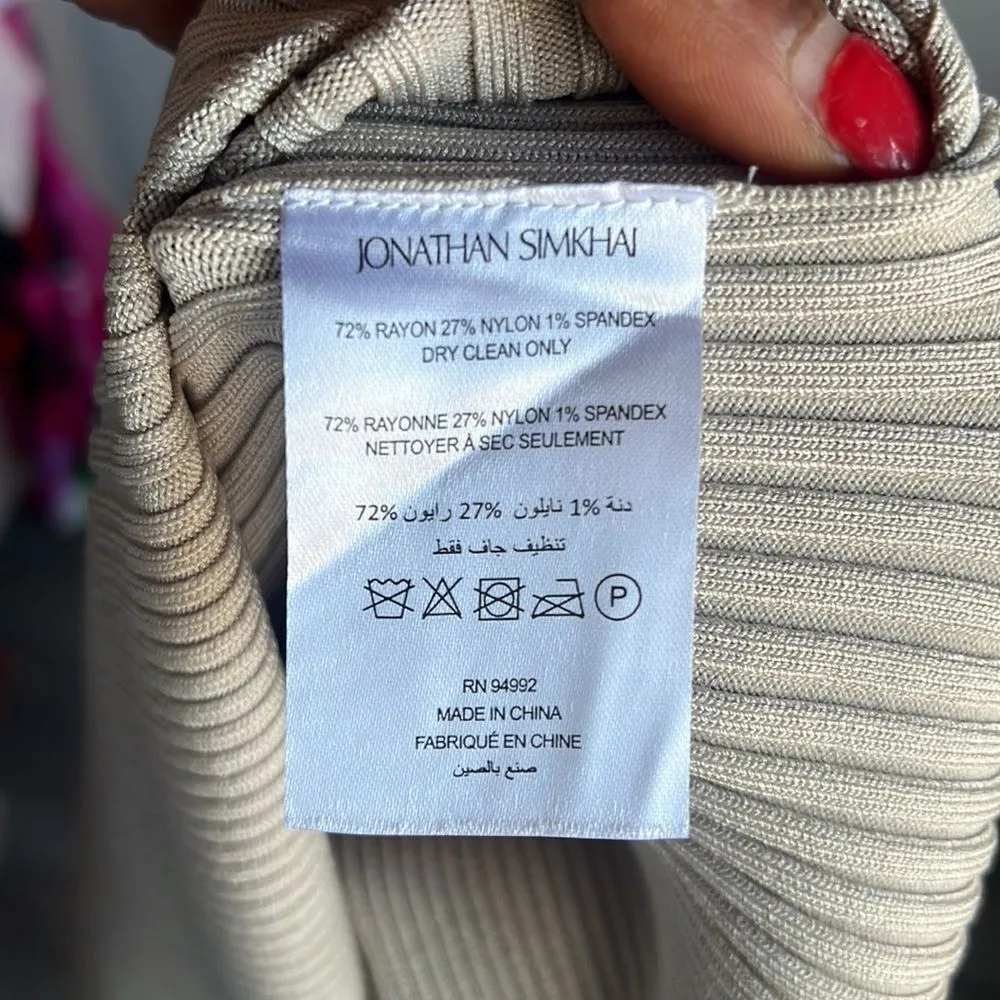 JONATHAN SIMKHAI
72% RAYON 27% NYLON 1% SPANDEX
DRY CLEAN ONLY
72% RAYONNE 27% NYLON 1% SPANDEX
NETTOYER À SEC SEULEMENT
72% رايون 27% نايلون 1% دنة
تنظيف جاف فقط
P
RN 94992
MADE IN CHINA
FABRIQUÉ EN CHINE
صنع بالصين